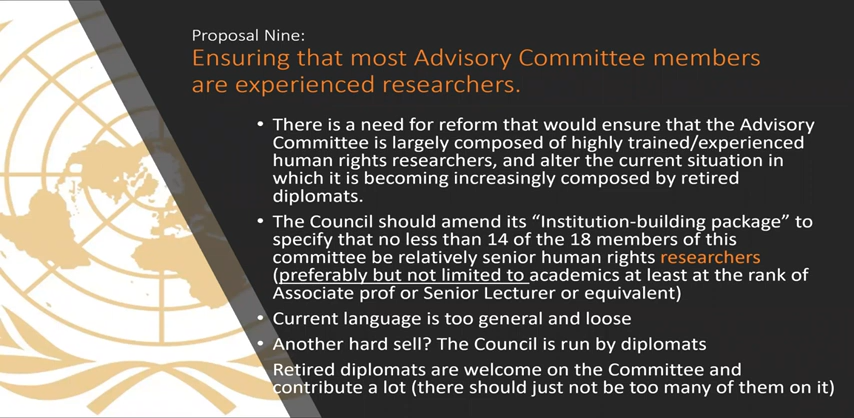 Proposal Nine:
Ensuring that most Advisory Committee members
are experienced researchers.
• There is a need for reform that would ensure that the Advisory
Committee is largely composed of highly trained/experienced
human rights researchers, and alter the current situation in
which it is becoming increasingly composed by retired
diplomats.
• The Council should amend its “Institution-building package” to
specify that no less than 14 of the 18 members of this
committee be relatively senior human rights researchers
(preferably but not limited to academics at least at the rank of
Associate prof or Senior Lecturer or equivalent)
• Current language is too general and loose
• Another hard sell? The Council is run by diplomats
Retired diplomats are welcome on the Committee and
contribute a lot (there should just not be too many of them on it)